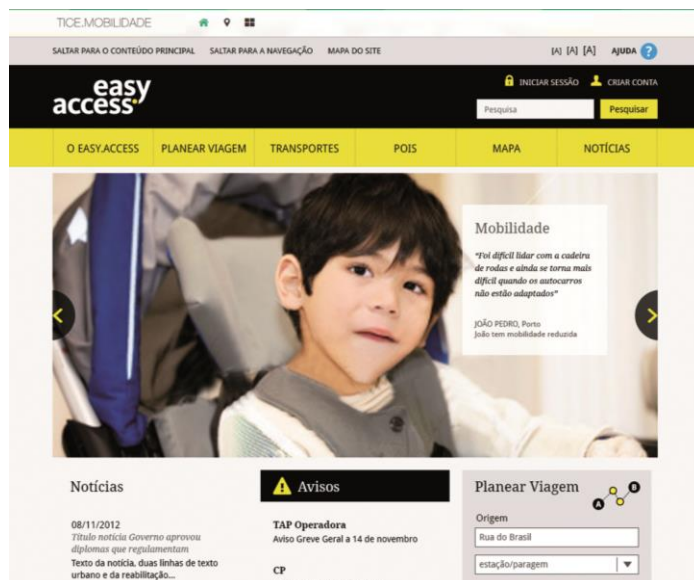 TICE.MOBILIDADE
SALTAR PARA O CONTEÚDO PRINCIPAL SALTAR PARA A NAVEGAÇÃO MAPA DO SITE [A] [A] [A] AJUDA ?
easy
access
INICIAR SESSÃO CRIAR CONTA
Pesquisa Pesquisar
O EASY.ACCESS PLANEAR VIAGEM TRANSPORTES POIS MAPA NOTÍCIAS
Mobilidade
"Foi difícil lidar com a cadeira
de rodas e ainda se torna mais
difícil quando os autocarros
não estão adaptados"
JOÃO PEDRO, Porto
João tem mobilidade reduzida
Notícias
08/11/2012
Título notícia Governo aprovou
diplomas que regulamentam
Texto da notícia, duas linhas de texto
urbano e da reabilitação...
Avisos
TAP Operadora
Aviso Greve Geral a 14 de novembro
CP
Planear Viagem
A B
Origem
Rua do Brasil
estação/paragem